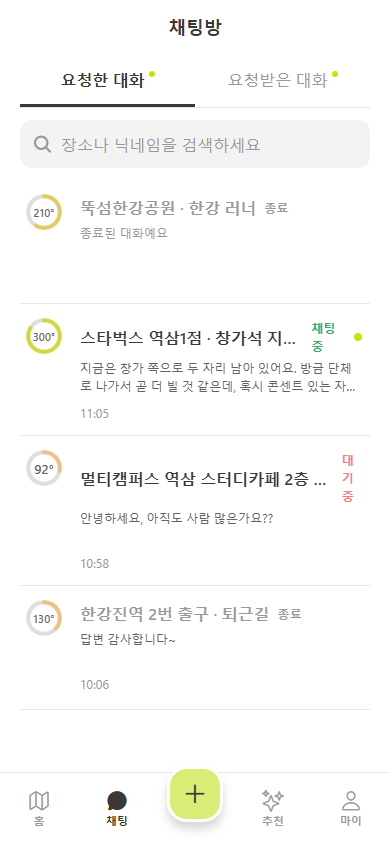 채팅방
요청한 대화 요청받은 대화
장소나 닉네임을 검색하세요
210° 뚝섬한강공원 · 한강 러너 종료
종료된 대화예요
300° 스타벅스 역삼1점 · 창가석 지... 채팅
중
지금은 창가 쪽으로 두 자리 남아 있어요. 방금 단체
로 나가서 곧 더 빌 것 같은데, 혹시 콘센트 있는 자...
11:05
92° 멀티캠퍼스 역삼 스터디카페 2층 ... 대
기
중
안녕하세요, 아직도 사람 많은가요??
10:58
130° 한강진역 2번 출구 · 퇴근길 종료
답변 감사합니다~
10:06
홈 채팅 추천 마이